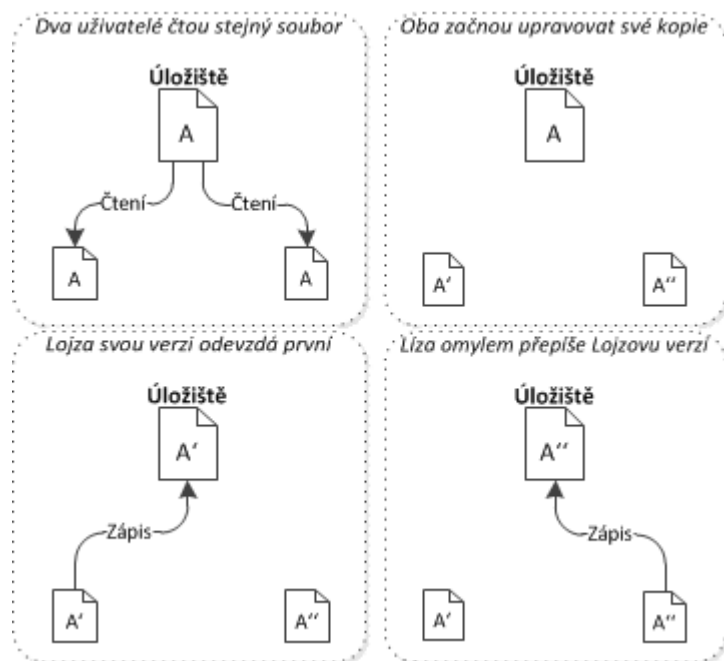 Dva uživatelé čtou stejný soubor
Úložiště
A
Čtení
Čtení
A
A
Oba začnou upravovat své kopie
Úložiště
A
A‘
A‘‘
Lojza svou verzi odevzdá první
Úložiště
A‘
Zápis
A‘
A‘‘
Líza omylem přepíše Lojzovu verzí
Úložiště
A‘‘
Zápis
A‘
A‘‘